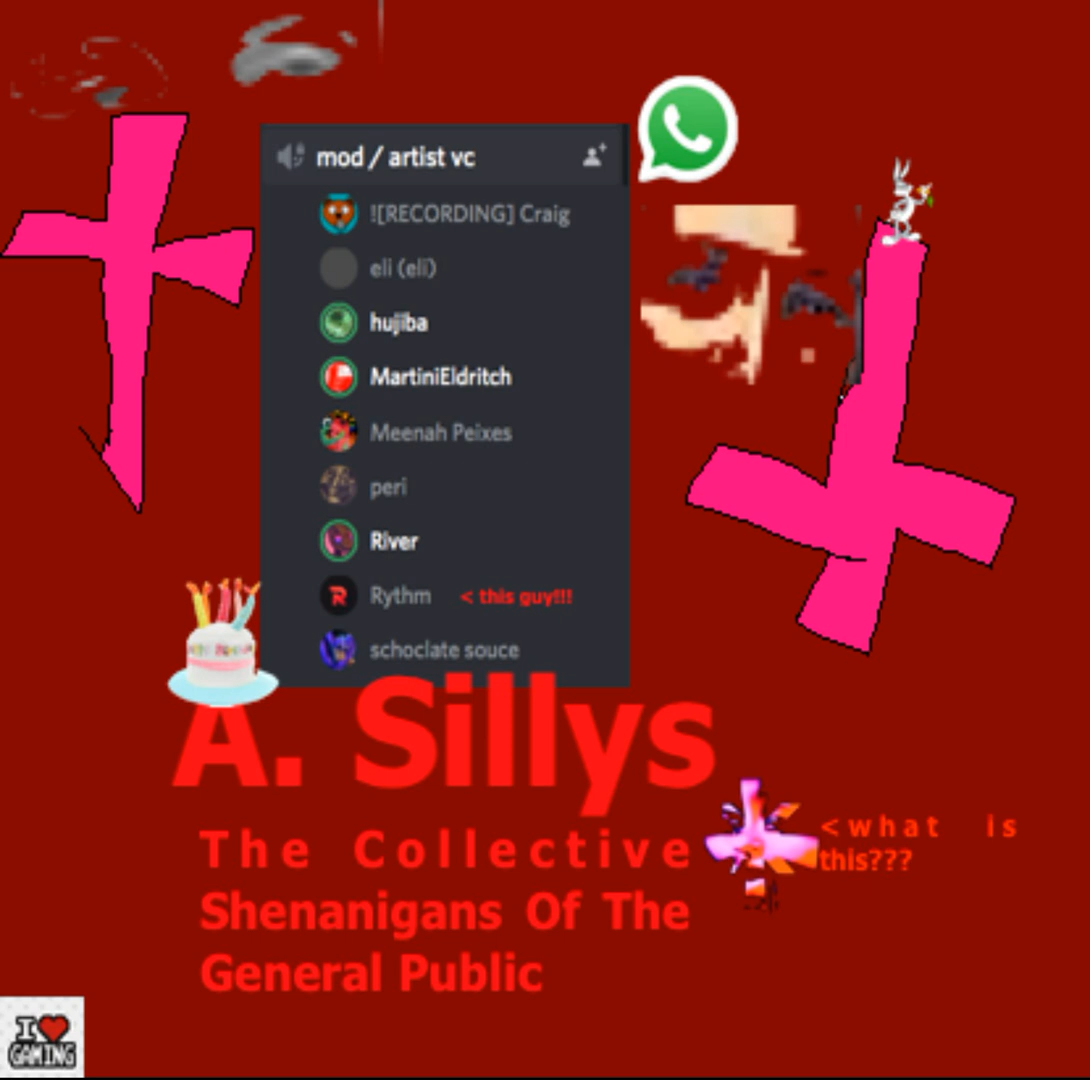 mod / artist vc
![RECORDING] Craig
eli (eli)
hujiba
MartiniEldritch
Meenah Peixes
peri
River
Rythm < this guy!!!
schoclate souce
A. Sillys
The Collective
Shenanigans Of The
General Public
<what is
this???
I
GAMING